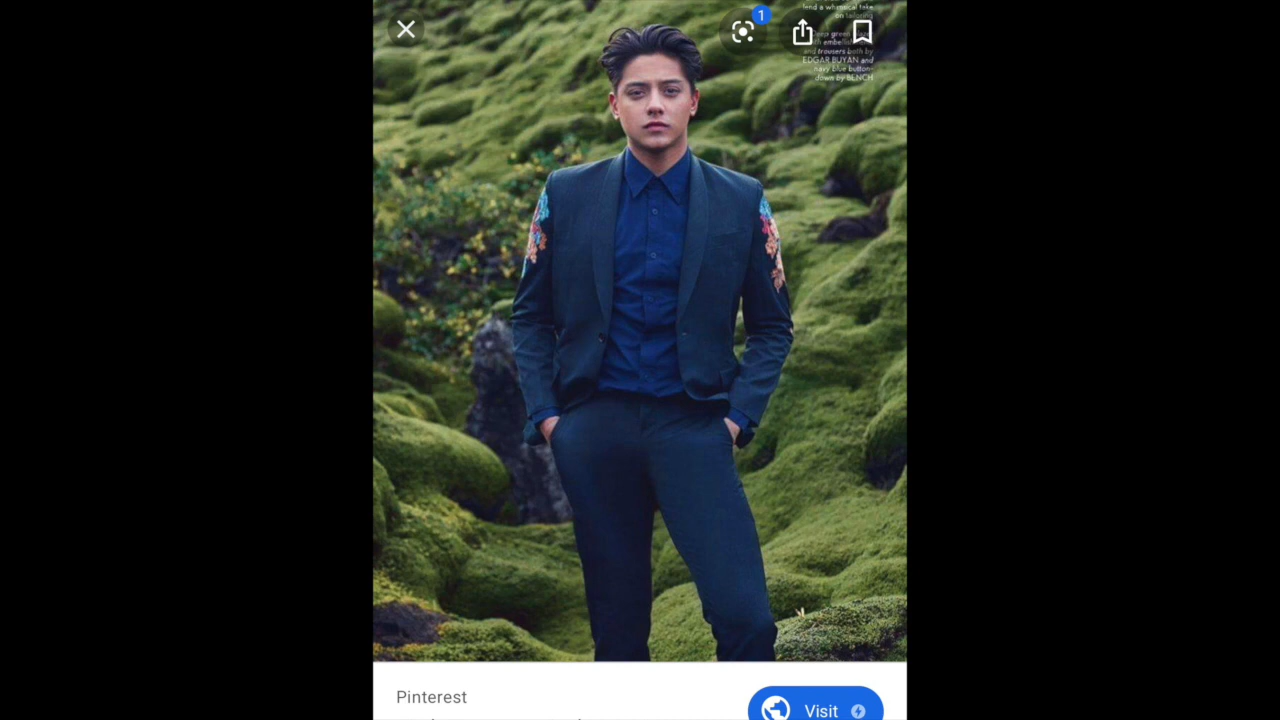 lend a whimsical take
on tailoring
Deep green
embellish
and trousers both by
EDGAR BUYAN and
navy blue button-
down by BENCH
1
Pinterest
Visit